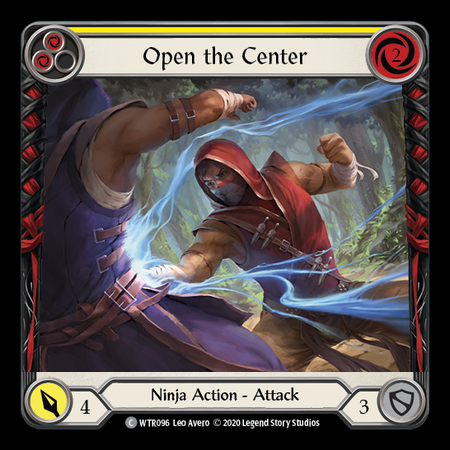 Open the Center
2
4
Ninja Action - Attack
3
C WTR096 Leo Avero © 2020 Legend Story Studios